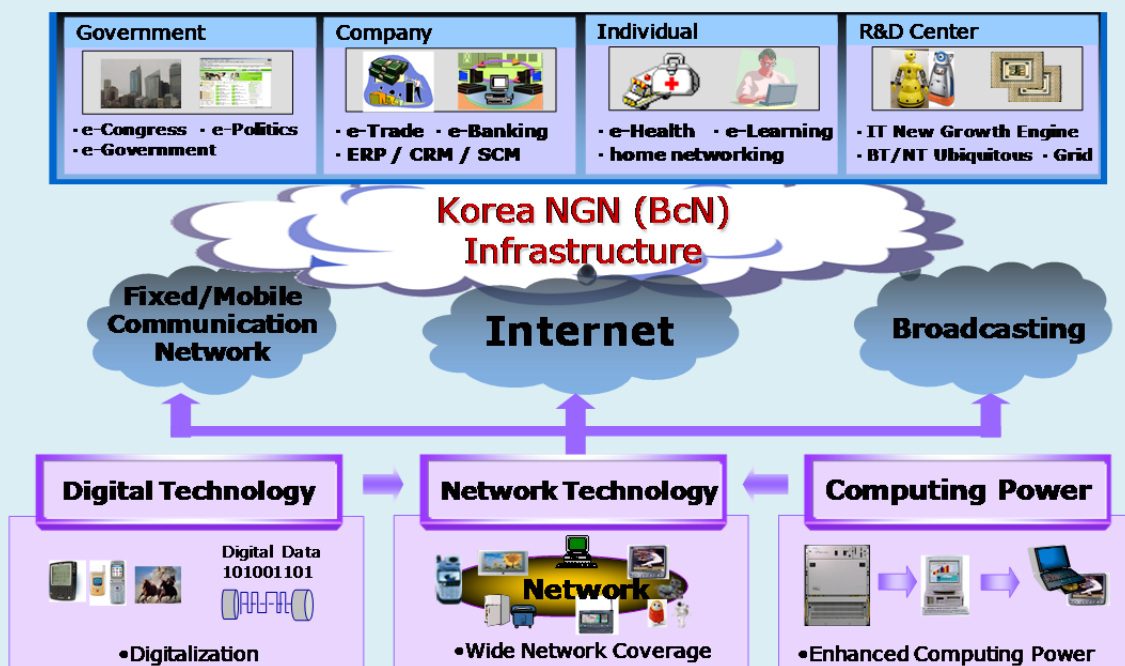 Government
· e-Congress · e-Politics
· e-Government
Company
· e-Trade · e-Banking
· ERP / CRM / SCM
Individual
· e-Health · e-Learning
· home networking
R&D Center
· IT New Growth Engine
· BT/NT Ubiquitous · Grid
Korea NGN (BcN)
Infrastructure
Fixed/Mobile
Communication
Network
Internet
Broadcasting
Digital Technology
Network Technology
Computing Power
Digital Data
101001101
•Digitalization
Network
•Wide Network Coverage
•Enhanced Computing Power